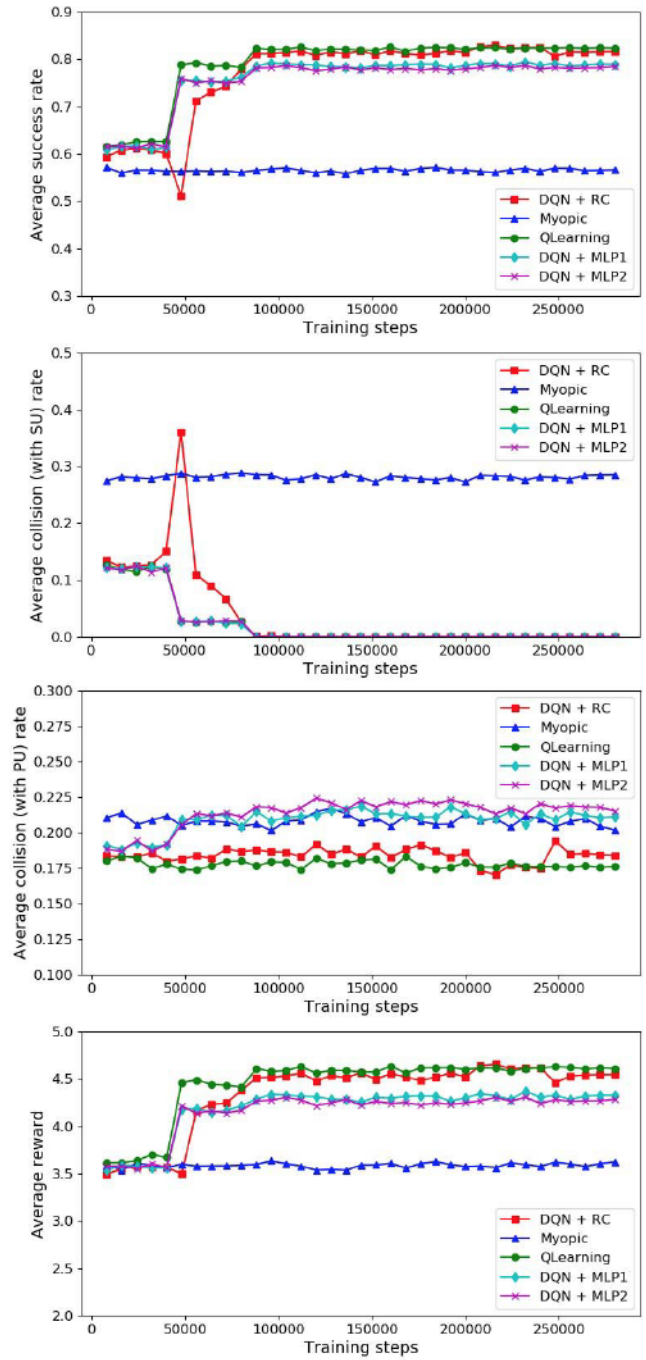 Average success rate
0.9
0.8
0.7
0.6
0.5
0.4
0.3
DQN + RC
Myopic
QLearning
DQN + MLP1
DQN + MLP2
0 50000 100000 150000 200000 250000
Training steps
Average collision (with SU) rate
0.5
0.4
0.3
0.2
0.1
0.0
DQN + RC
Myopic
QLearning
DQN + MLP1
DQN + MLP2
0 50000 100000 150000 200000 250000
Training steps
Average collision (with PU) rate
0.300
0.275
0.250
0.225
0.200
0.175
0.150
0.125
0.100
DQN + RC
Myopic
QLearning
DQN + MLP1
DQN + MLP2
0 50000 100000 150000 200000 250000
Training steps
Average reward
5.0
4.5
4.0
3.5
3.0
2.5
2.0
DQN + RC
Myopic
QLearning
DQN + MLP1
DQN + MLP2
0 50000 100000 150000 200000 250000
Training steps